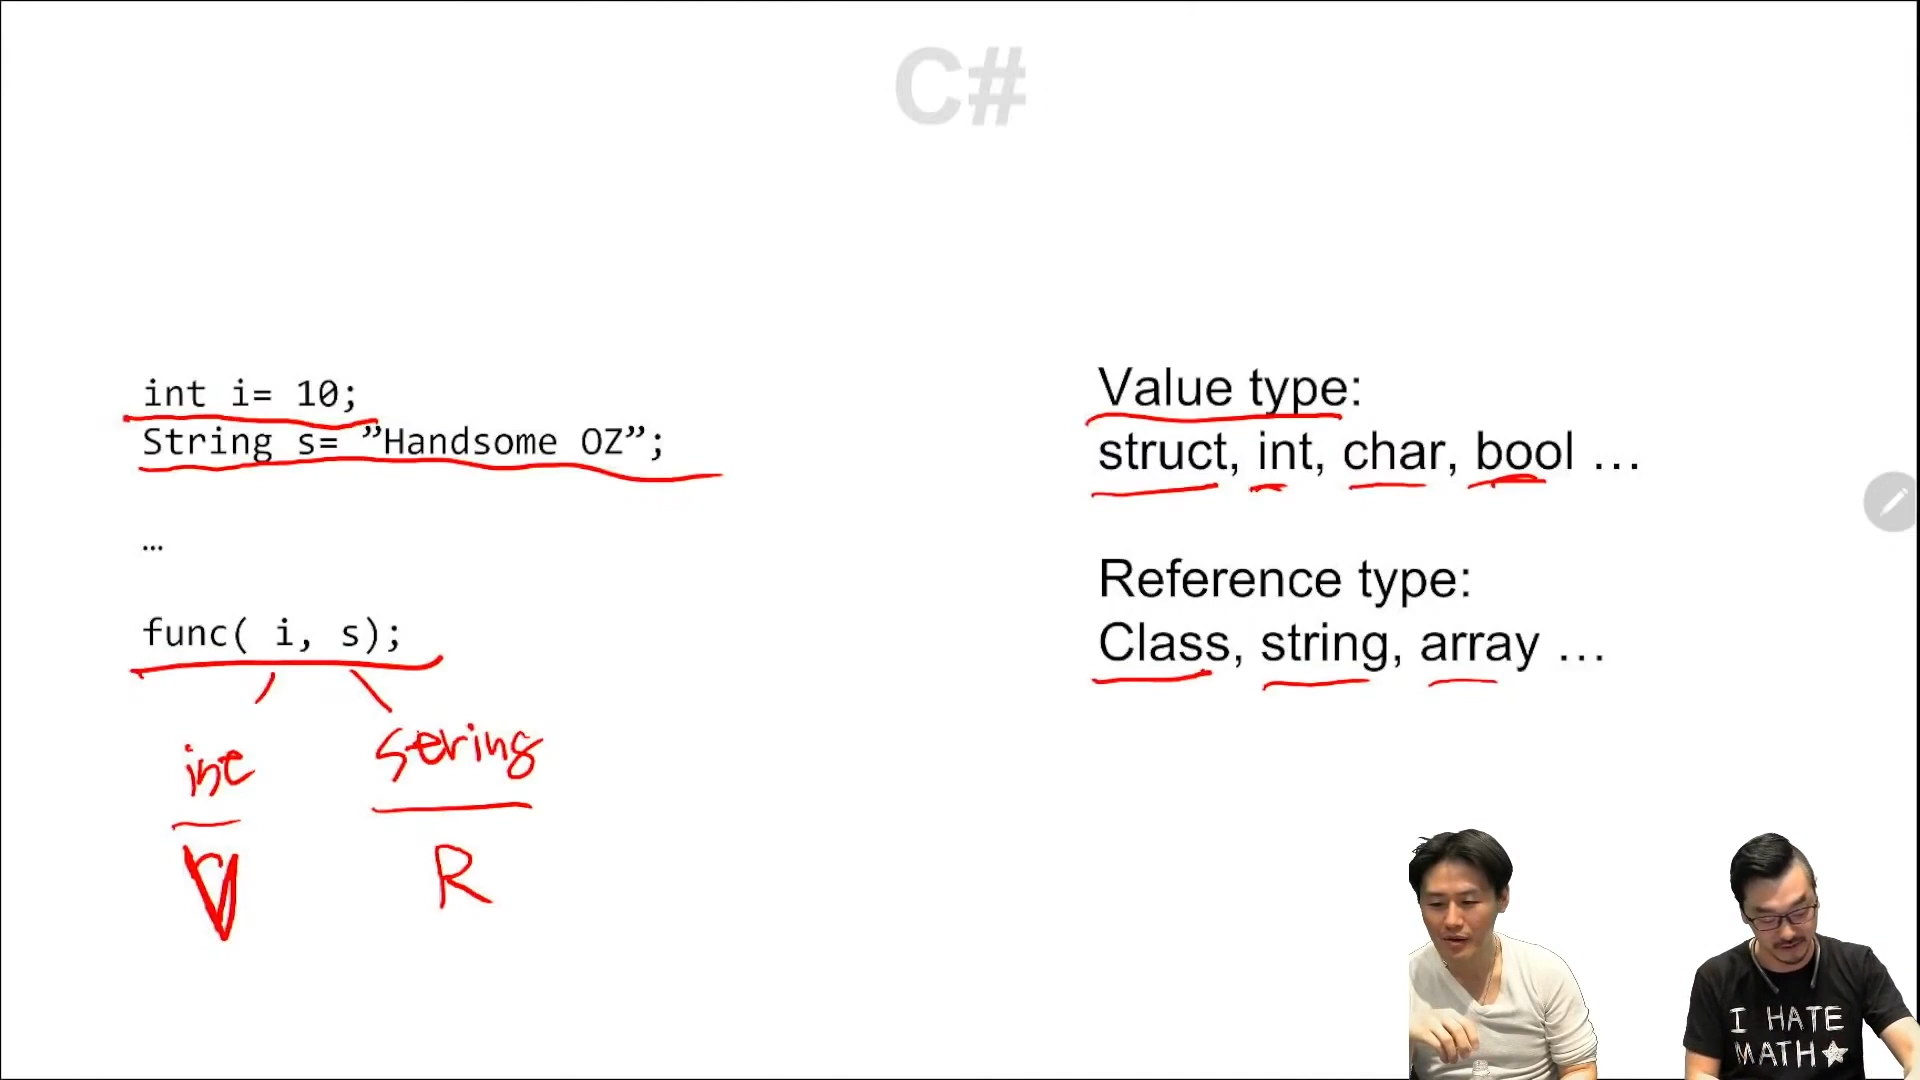 C#
int i= 10;
String s= ”Handsome OZ”;
…
func( i, s);
int string
V R
Value type:
struct, int, char, bool …
Reference type:
Class, string, array …
I HATE
MATH★